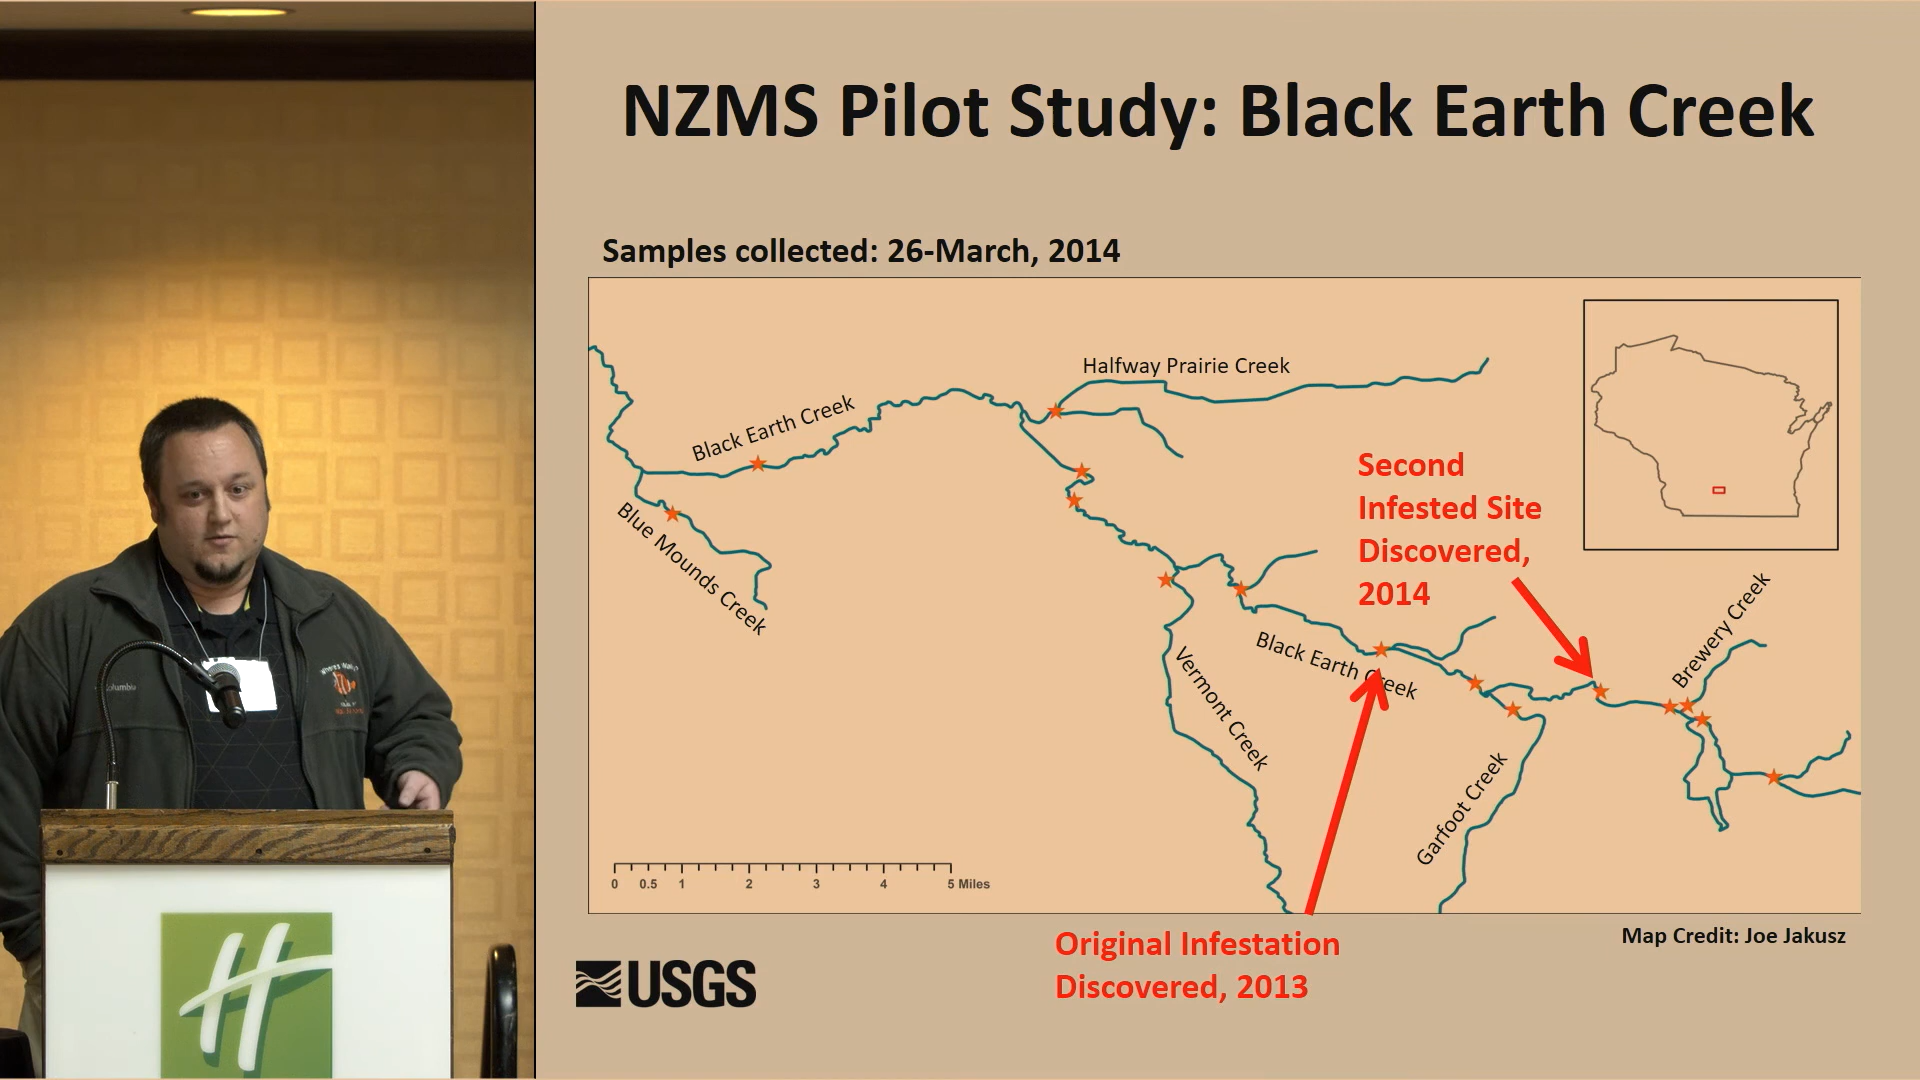 NZMS Pilot Study: Black Earth Creek
Samples collected: 26-March, 2014
Halfway Prairie Creek
Black Earth Creek
Blue Mounds Creek
Second
Infested Site
Discovered,
2014
Brewery Creek
Black Earth Creek
Vermont Creek
Garfoot Creek
0 0.5 1 2 3 4 5 Miles
Original Infestation
Discovered, 2013
Map Credit: Joe Jakusz
USGS
H